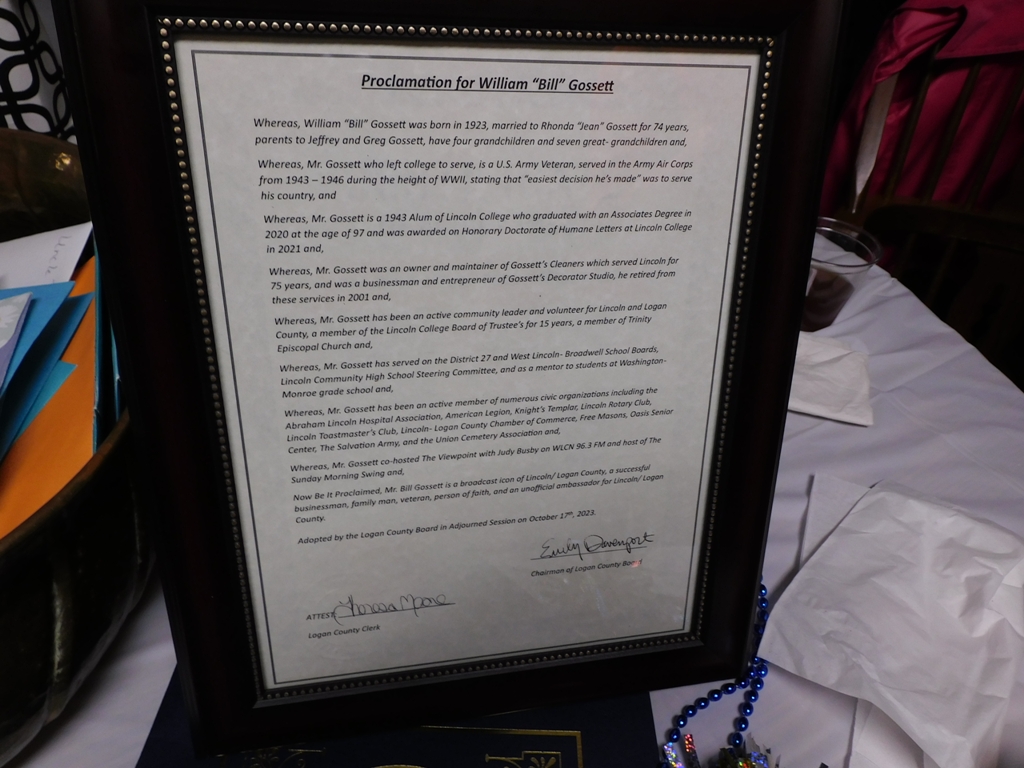 Proclamation for William "Bill" Gossett
Whereas, William "Bill" Gossett was born in 1923, married to Rhonda "Jean" Gossett for 74 years,
parents to Jeffrey and Greg Gossett, have four grandchildren and seven great- grandchildren and,
Whereas, Mr. Gossett who left college to serve, is a U.S. Army Veteran, served in the Army Air Corps
from 1943 – 1946 during the height of WWII, stating that "easiest decision he's made" was to serve
his country, and
Whereas, Mr. Gossett is a 1943 Alum of Lincoln College who graduated with an Associates Degree in
2020 at the age of 97 and was awarded on Honorary Doctorate of Humane Letters at Lincoln College
in 2021 and,
Whereas, Mr. Gossett was an owner and maintainer of Gossett's Cleaners which served Lincoln for
75 years, and was a businessman and entrepreneur of Gossett's Decorator Studio, he retired from
these services in 2001 and,
Whereas, Mr. Gossett has been an active community leader and volunteer for Lincoln and Logan
County, a member of the Lincoln College Board of Trustee's for 15 years, a member of Trinity
Episcopal Church and,
Whereas, Mr. Gossett has served on the District 27 and West Lincoln- Broadwell School Boards,
Lincoln Community High School Steering Committee, and as a mentor to students at Washington-
Monroe grade school and,
Whereas, Mr. Gossett has been an active member of numerous civic organizations including the
Abraham Lincoln Hospital Association, American Legion, Knight's Templar, Lincoln Rotary Club,
Lincoln Toastmaster's Club, Lincoln- Logan County Chamber of Commerce, Free Masons, Oasis Senior
Center, The Salvation Army, and the Union Cemetery Association and,
Whereas, Mr. Gossett co-hosted The Viewpoint with Judy Busby on WLCN 96.3 FM and host of The
Sunday Morning Swing and,
Now Be It Proclaimed, Mr. Bill Gossett is a broadcast icon of Lincoln/ Logan County, a successful
businessman, family man, veteran, person of faith, and an unofficial ambassador for Lincoln/ Logan
County.
Adopted by the Logan County Board in Adjourned Session on October 17th, 2023.
Emily Davenport
Chairman of Logan County Board
ATTEST Theresa Moore
Logan County Clerk